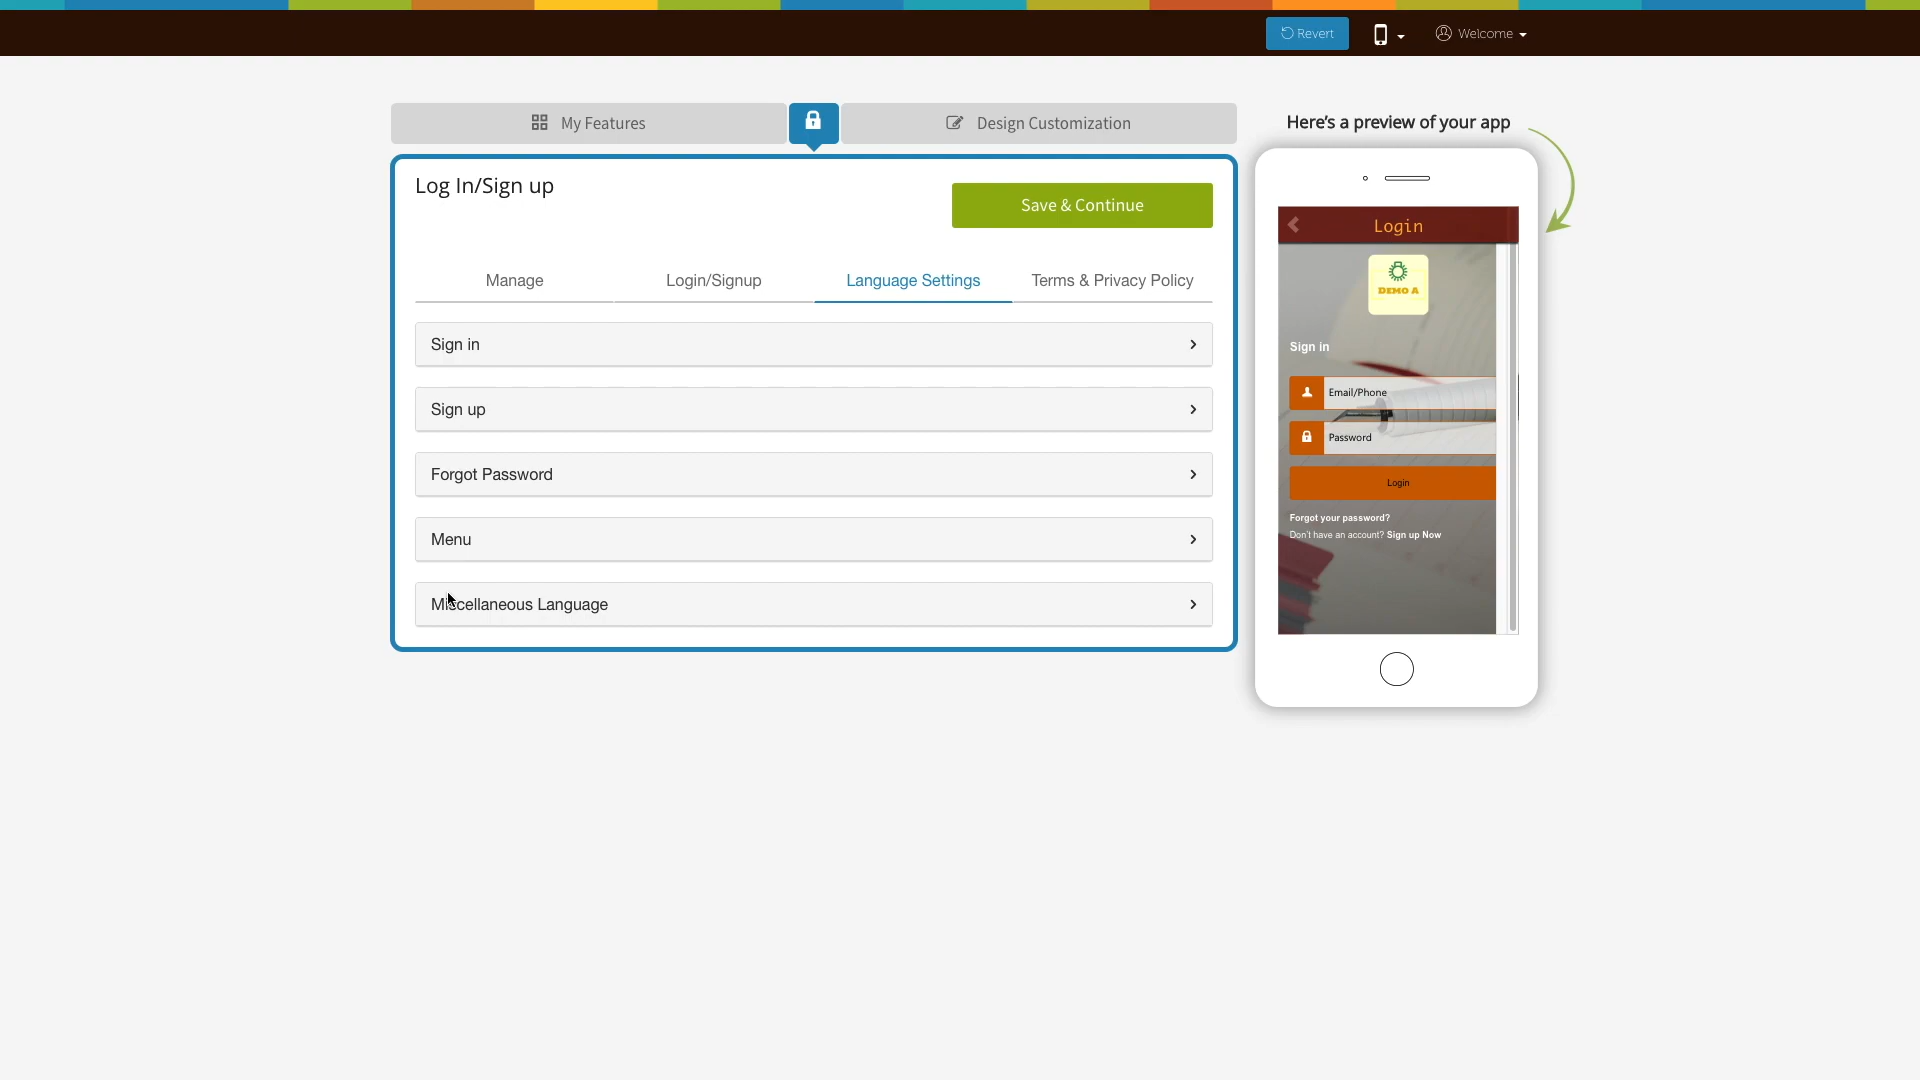 Revert
Welcome
My Features
Design Customization
Here's a preview of your app
Log In/Sign up
Save & Continue
Manage
Login/Signup
Language Settings
Terms & Privacy Policy
Sign in
Sign up
Forgot Password
Menu
Miscellaneous Language
Login
DEMO A
Sign in
Email/Phone
Password
Login
Forgot your password?
Don't have an account? Sign up Now